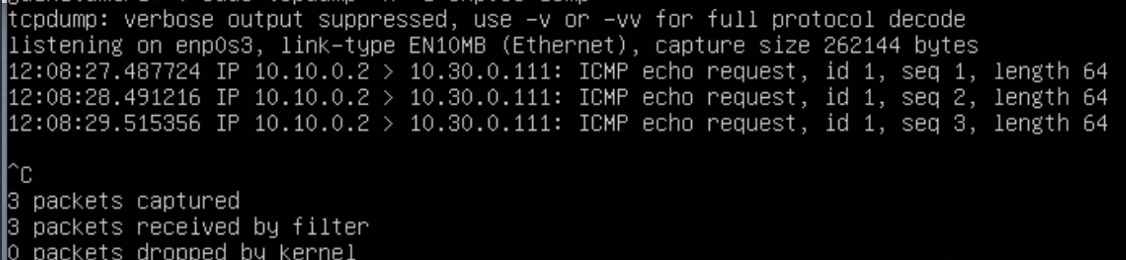 tcpdump: verbose output suppressed, use -v or -vv for full protocol decode
listening on enp0s3, link-type EN10MB (Ethernet), capture size 262144 bytes
12:08:27.487724 IP 10.10.0.2 > 10.30.0.111: ICMP echo request, id 1, seq 1, length 64
12:08:28.491216 IP 10.10.0.2 > 10.30.0.111: ICMP echo request, id 1, seq 2, length 64
12:08:29.515356 IP 10.10.0.2 > 10.30.0.111: ICMP echo request, id 1, seq 3, length 64
^C
3 packets captured
3 packets received by filter
0 packets dropped by kernel